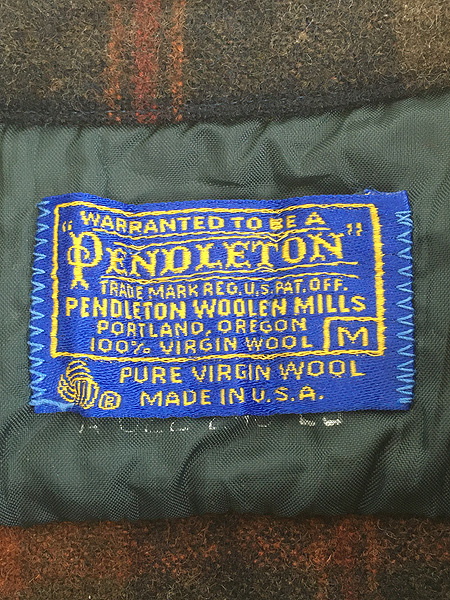 "WARRANTED TO BE A
PENDLETON"
TRADE MARK REG. U.S. PAT. OFF.
PENDLETON WOOLEN MILLS
PORTLAND, OREGON
100% VIRGIN WOOL M
PURE VIRGIN WOOL
® MADE IN U.S.A.